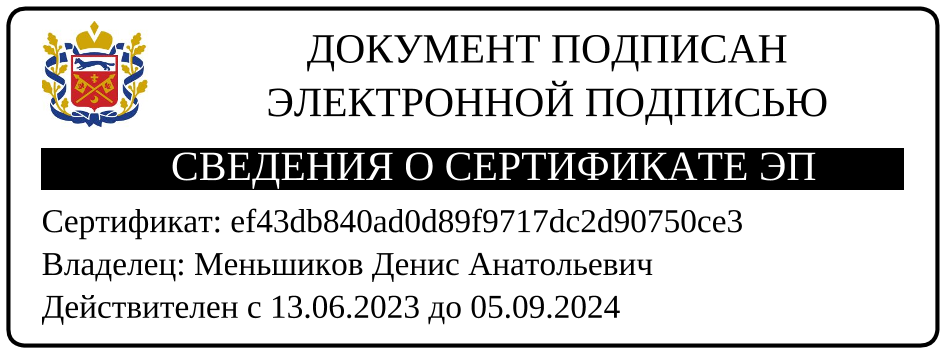 ДОКУМЕНТ ПОДПИСАН
ЭЛЕКТРОННОЙ ПОДПИСЬЮ
СВЕДЕНИЯ О СЕРТИФИКАТЕ ЭП
Сертификат: ef43db840ad0d89f9717dc2d90750ce3
Владелец: Меньшиков Денис Анатольевич
Действителен с 13.06.2023 до 05.09.2024